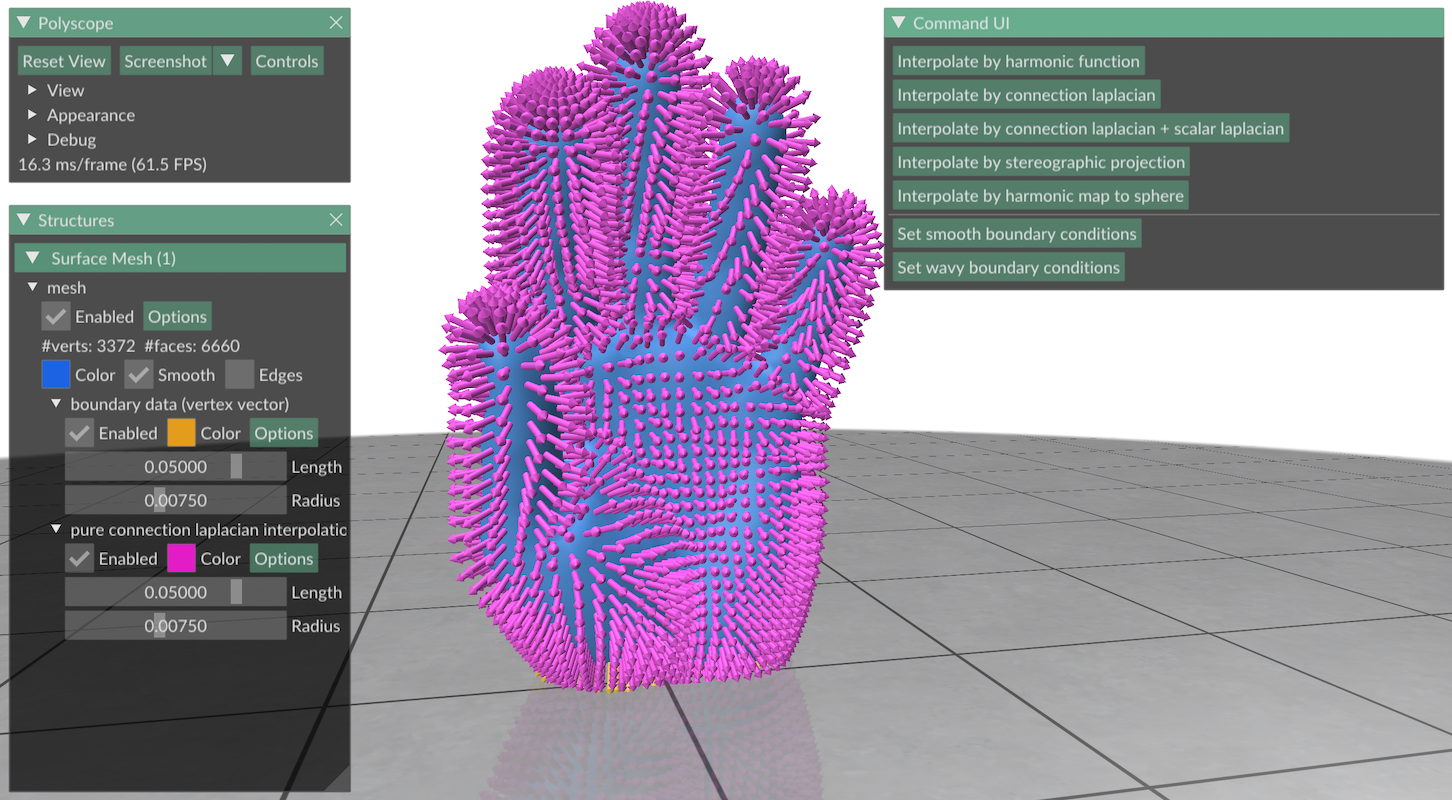 Polyscope
Reset View Screenshot Controls
View
Appearance
Debug
16.3 ms/frame (61.5 FPS)
Structures
Surface Mesh (1)
mesh
Enabled Options
#verts: 3372 #faces: 6660
Color Smooth Edges
boundary data (vertex vector)
Enabled Color Options
0.05000 Length
0.00750 Radius
pure connection laplacian interpolatic
Enabled Color Options
0.05000 Length
0.00750 Radius
Command UI
Interpolate by harmonic function
Interpolate by connection laplacian
Interpolate by connection laplacian + scalar laplacian
Interpolate by stereographic projection
Interpolate by harmonic map to sphere
Set smooth boundary conditions
Set wavy boundary conditions